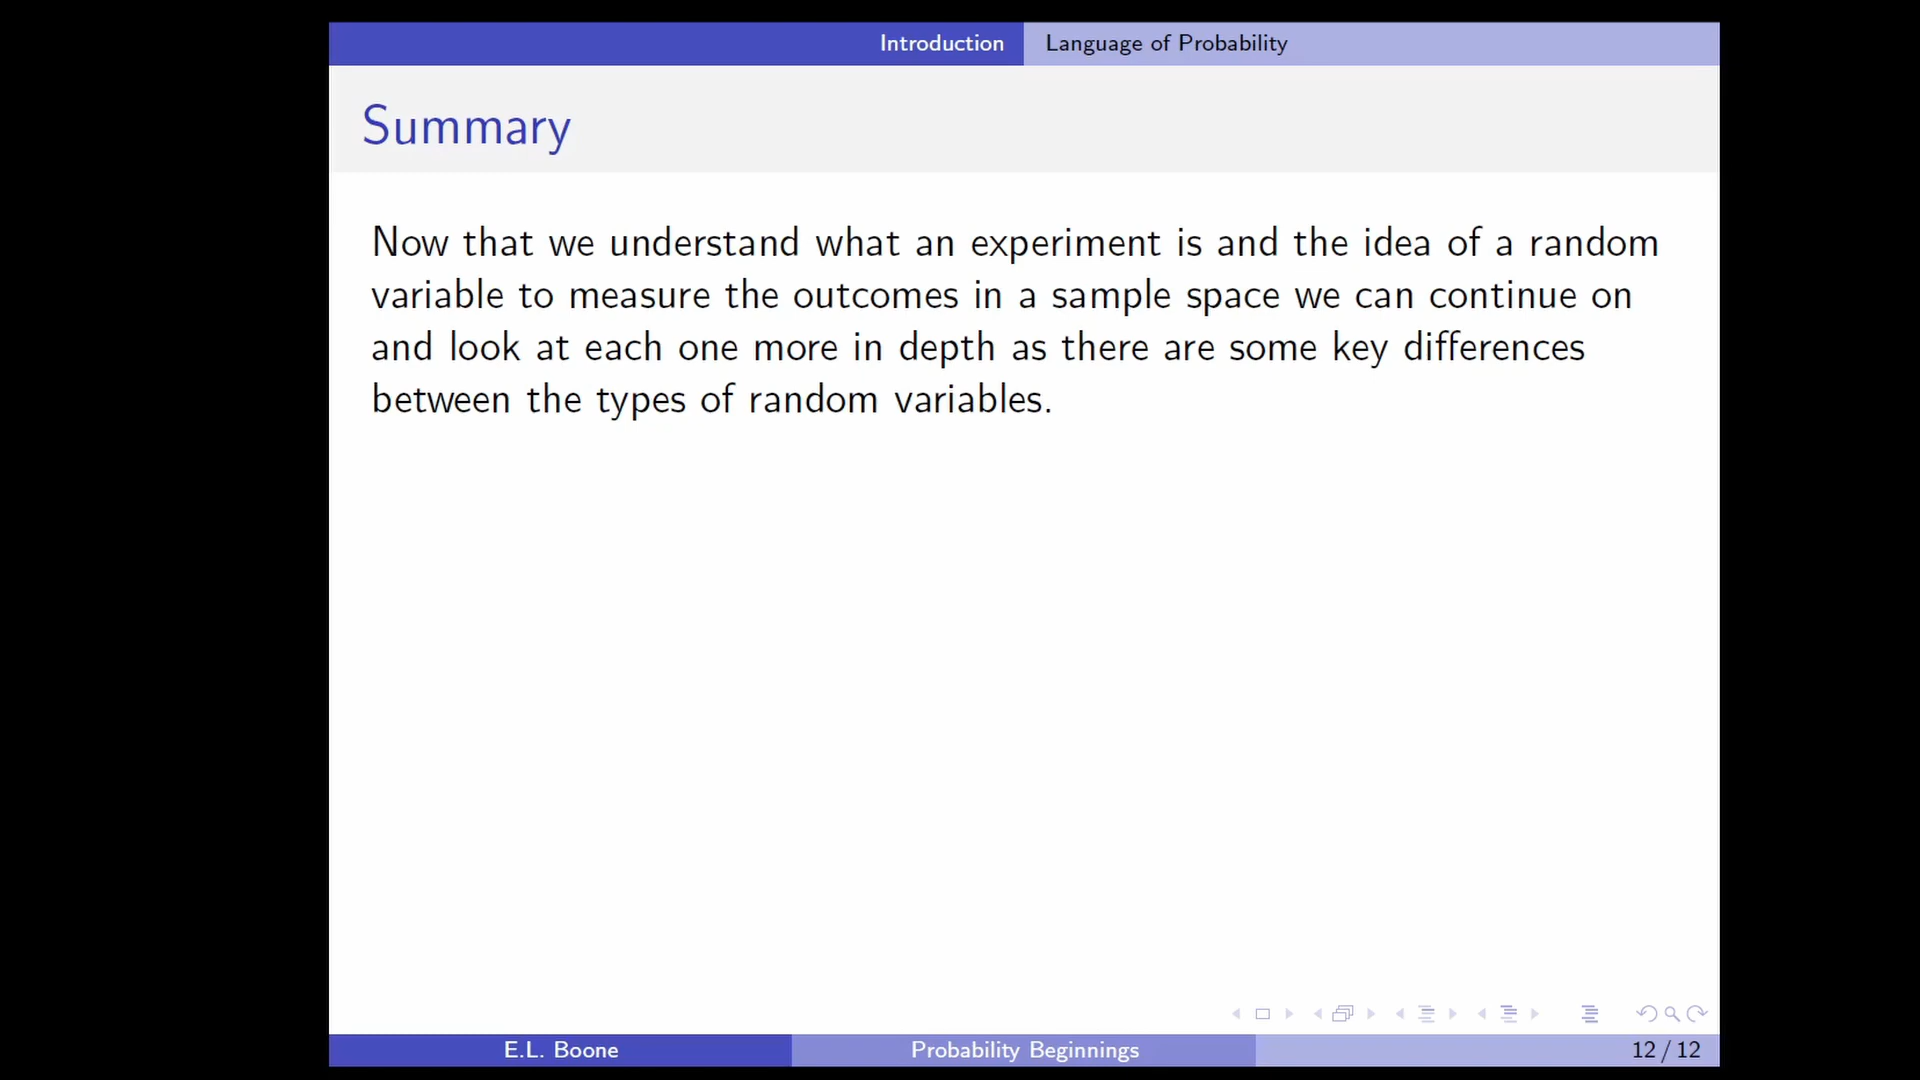 Introduction
Language of Probability
Summary
Now that we understand what an experiment is and the idea of a random
variable to measure the outcomes in a sample space we can continue on
and look at each one more in depth as there are some key differences
between the types of random variables.
E.L. Boone
Probability Beginnings
12 / 12